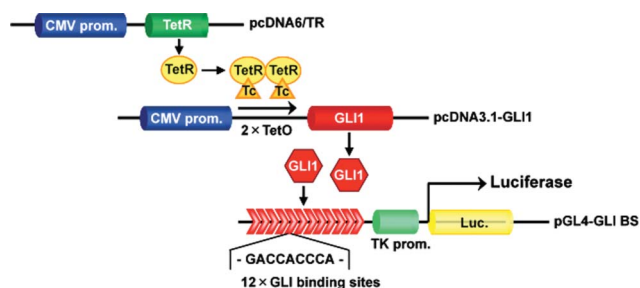 CMV prom. TetR pcDNA6/TR
TetR TetR TetR
Tc Tc
CMV prom. 2×TetO GLI1 pcDNA3.1-GLI1
GLI1 GLI1
Luciferase
TK prom. Luc. pGL4-GLI BS
- GACCACCCA -
12×GLI binding sites